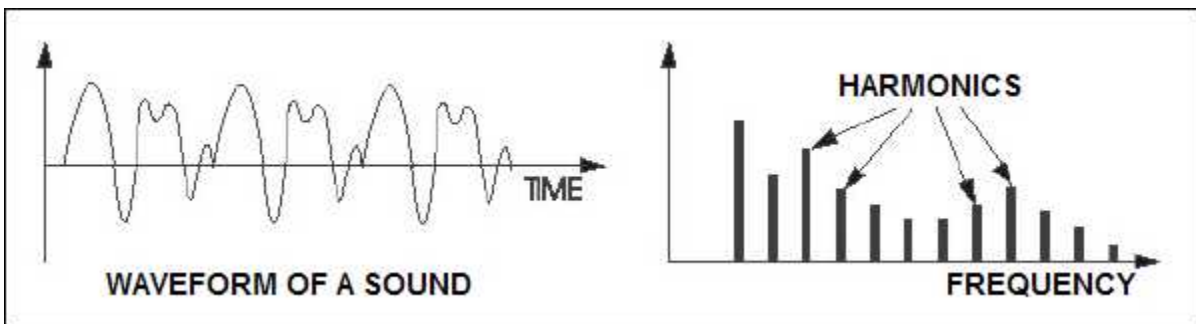 HARMONICS
TIME
WAVEFORM OF A SOUND
FREQUENCY